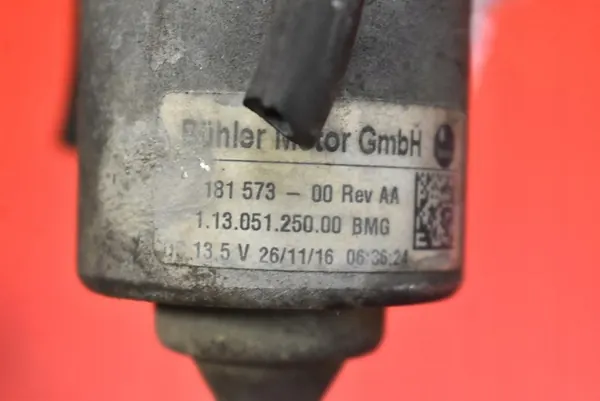 Bühler Motor GmbH
181 573 - 00 Rev AA
1.13.051.250.00 BMG
13.5 V 26/11/16 06:36:24